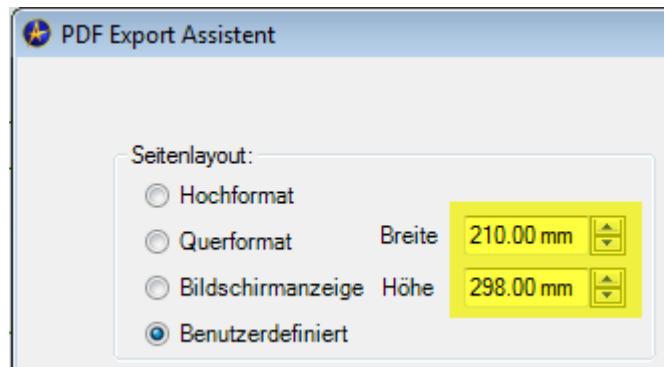 PDF Export Assistent
Seitenlayout:
Hochformat
Querformat Breite 210.00 mm
Bildschirmanzeige Höhe 298.00 mm
Benutzerdefiniert